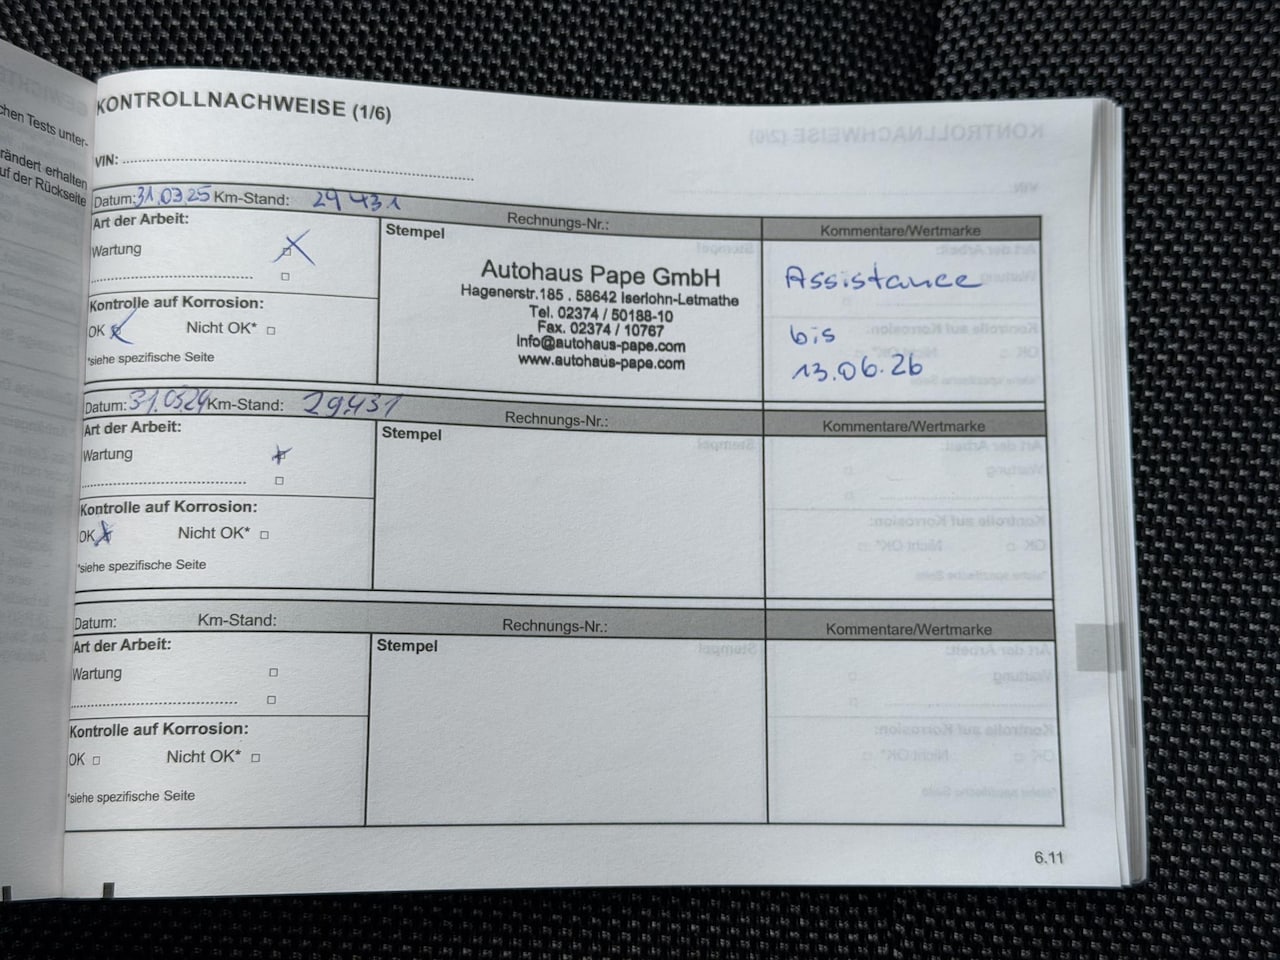 chen Tests unter-
rändert erhalten
uf der Rückseite
KONTROLLNACHWEISE (1/6)
VIN:
Datum: 31.03.25 Km-Stand: 29431
Rechnungs-Nr.:
Kommentare/Wertmarke
Art der Arbeit:
Wartung
Kontrolle auf Korrosion:
OK Nicht OK*
*siehe spezifische Seite
Stempel
Autohaus Pape GmbH
Hagenerstr.185 . 58642 Iserlohn-Letmathe
Tel. 02374 / 50188-10
Fax. 02374 / 10767
Info@autohaus-pape.com
www.autohaus-pape.com
Assistance
bis
13.06.26
Datum: 31.0324 Km-Stand: 29.431
Rechnungs-Nr.:
Kommentare/Wertmarke
Art der Arbeit:
Wartung
Kontrolle auf Korrosion:
OK Nicht OK*
*siehe spezifische Seite
Stempel
Datum: Km-Stand:
Rechnungs-Nr.:
Kommentare/Wertmarke
Art der Arbeit:
Wartung
Kontrolle auf Korrosion:
OK Nicht OK*
*siehe spezifische Seite
Stempel
6.11